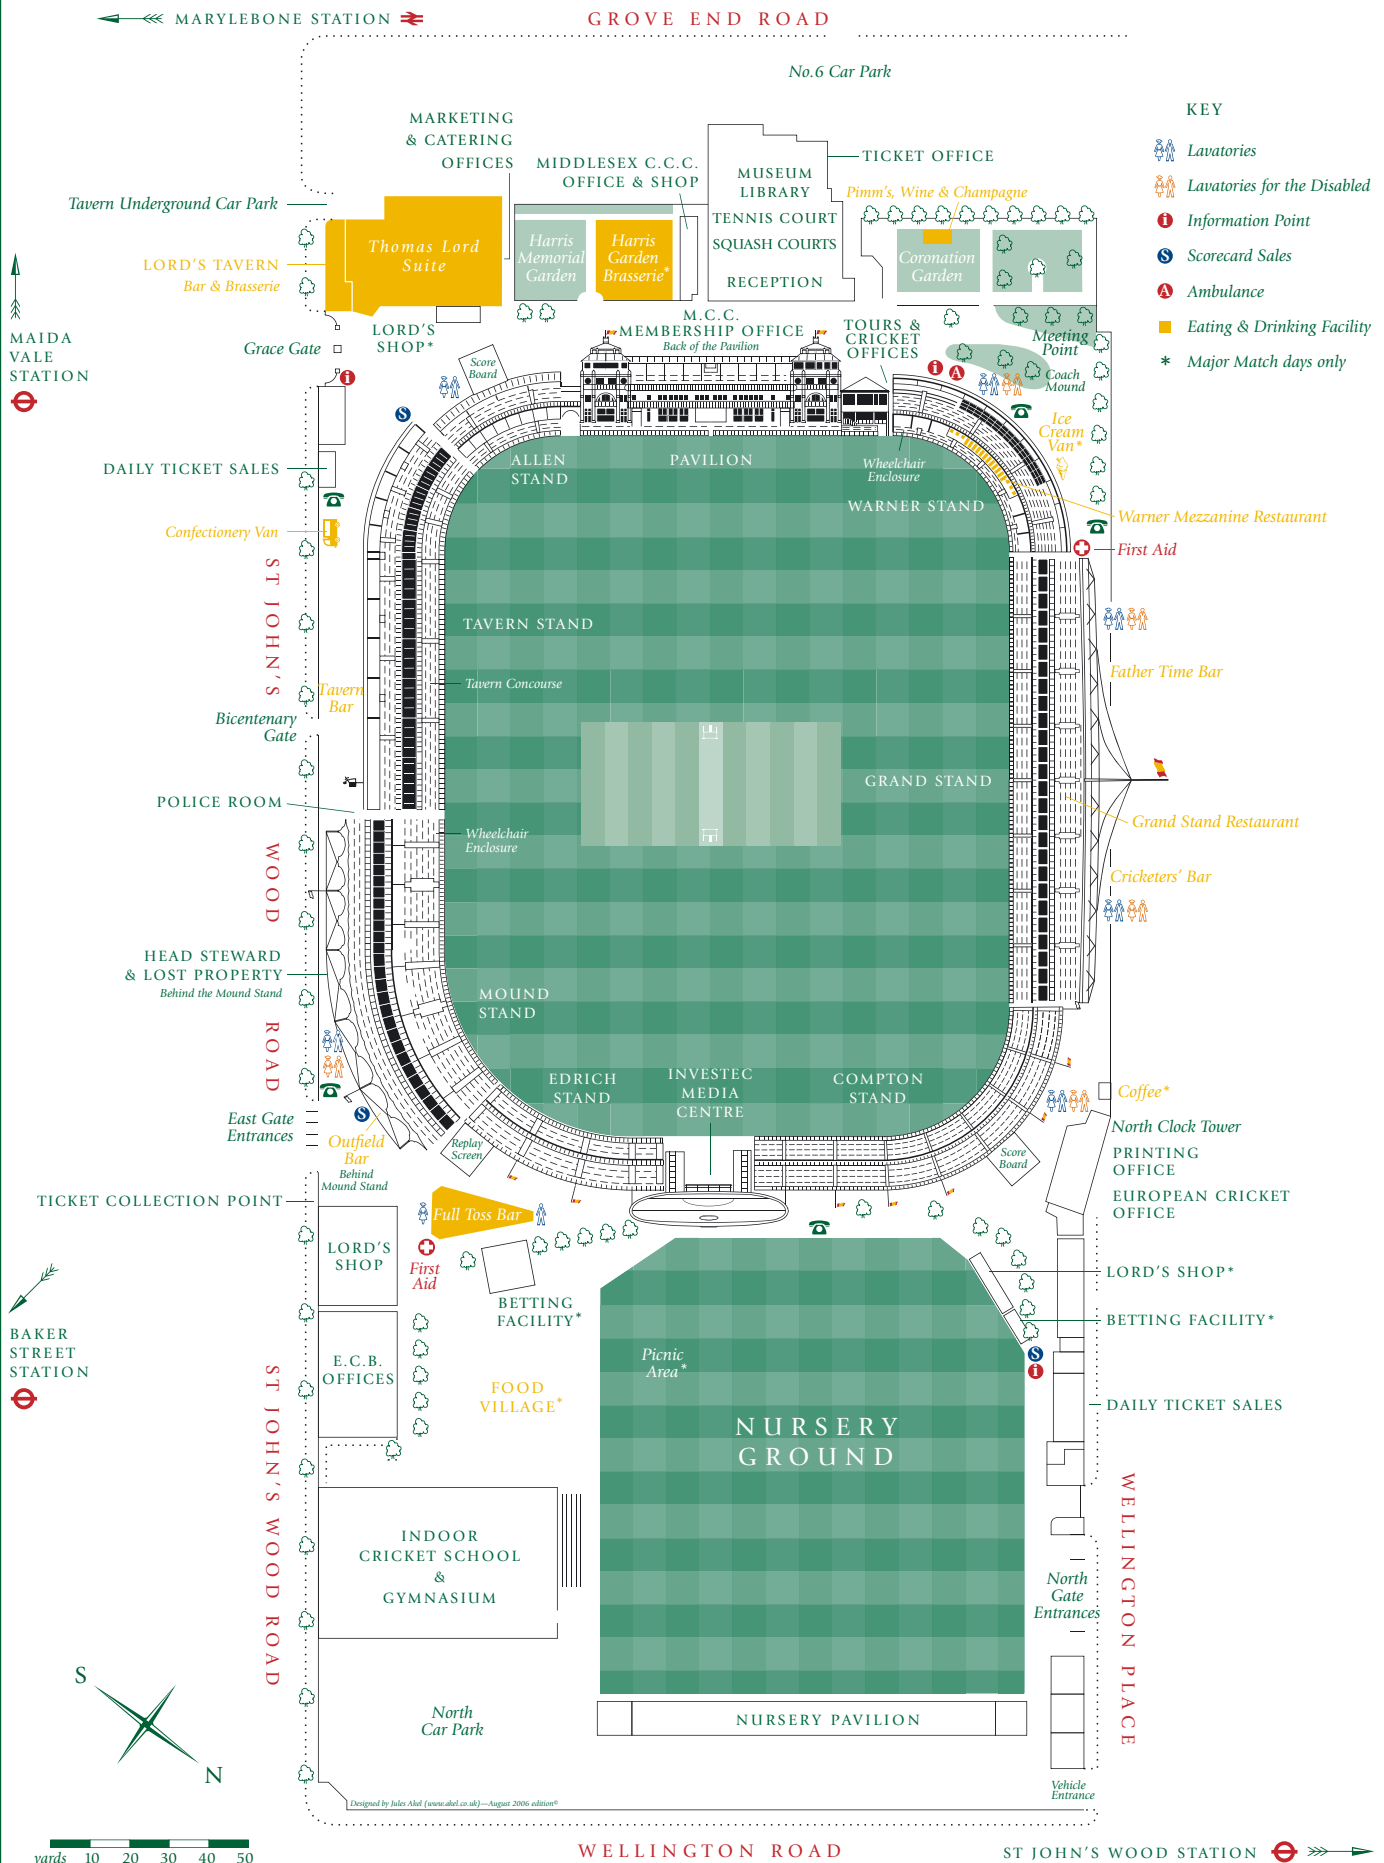 MARYLEBONE STATION
GROVE END ROAD
No.6 Car Park
KEY
Lavatories
Lavatories for the Disabled
Information Point
Scorecard Sales
Ambulance
Eating & Drinking Facility
* Major Match days only
MARKETING
& CATERING
OFFICES
MIDDLESEX C.C.C.
OFFICE & SHOP
MUSEUM
LIBRARY
TENNIS COURT
SQUASH COURTS
RECEPTION
TICKET OFFICE
Pimm's, Wine & Champagne
Tavern Underground Car Park
Thomas Lord
Suite
Harris
Memorial
Garden
Harris
Garden
Brasserie*
Coronation
Garden
LORD'S TAVERN
Bar & Brasserie
MAIDA
VALE
STATION
Grace Gate
LORD'S
SHOP*
Score
Board
M.C.C.
MEMBERSHIP OFFICE
Back of the Pavilion
TOURS &
CRICKET
OFFICES
Meeting
Point
Coach
Mound
i
i
A
S
Ice
Cream
Van*
DAILY TICKET SALES
ALLEN
STAND
PAVILION
Wheelchair
Enclosure
WARNER STAND
Warner Mezzanine Restaurant
Confectionery Van
First Aid
ST JOHN'S
WOOD
ROAD
TAVERN STAND
Tavern Concourse
Tavern
Bar
Bicentenary
Gate
Father Time Bar
GRAND STAND
POLICE ROOM
Wheelchair
Enclosure
Grand Stand Restaurant
Cricketers' Bar
HEAD STEWARD
& LOST PROPERTY
Behind the Mound Stand
MOUND
STAND
EDRICH
STAND
INVESTEC
MEDIA
CENTRE
COMPTON
STAND
Coffee*
East Gate
Entrances
S
Outfield
Bar
Behind
Mound Stand
Replay
Screen
Score
Board
North Clock Tower
PRINTING
OFFICE
EUROPEAN CRICKET
OFFICE
TICKET COLLECTION POINT
Full Toss Bar
LORD'S
SHOP
First
Aid
BETTING
FACILITY*
LORD'S SHOP*
BETTING FACILITY*
S
i
BAKER
STREET
STATION
E.C.B.
OFFICES
FOOD
VILLAGE*
Picnic
Area*
NURSERY
GROUND
DAILY TICKET SALES
ST JOHN'S WOOD ROAD
INDOOR
CRICKET SCHOOL
&
GYMNASIUM
North
Gate
Entrances
WELLINGTON PLACE
S
N
North
Car Park
NURSERY PAVILION
Vehicle
Entrance
Designed by Jules Akel (www.akel.co.uk)—August 2006 edition©
yards 10 20 30 40 50
WELLINGTON ROAD
ST JOHN'S WOOD STATION